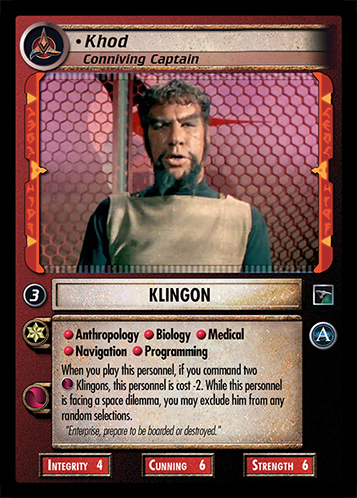 • Khod
Conniving Captain
3
KLINGON
A
Anthropology Biology Medical
Navigation Programming
When you play this personnel, if you command two
Klingons, this personnel is cost -2. While this personnel
is facing a space dilemma, you may exclude him from any
random selections.
"Enterprise, prepare to be boarded or destroyed."
INTEGRITY 4 CUNNING 6 STRENGTH 6